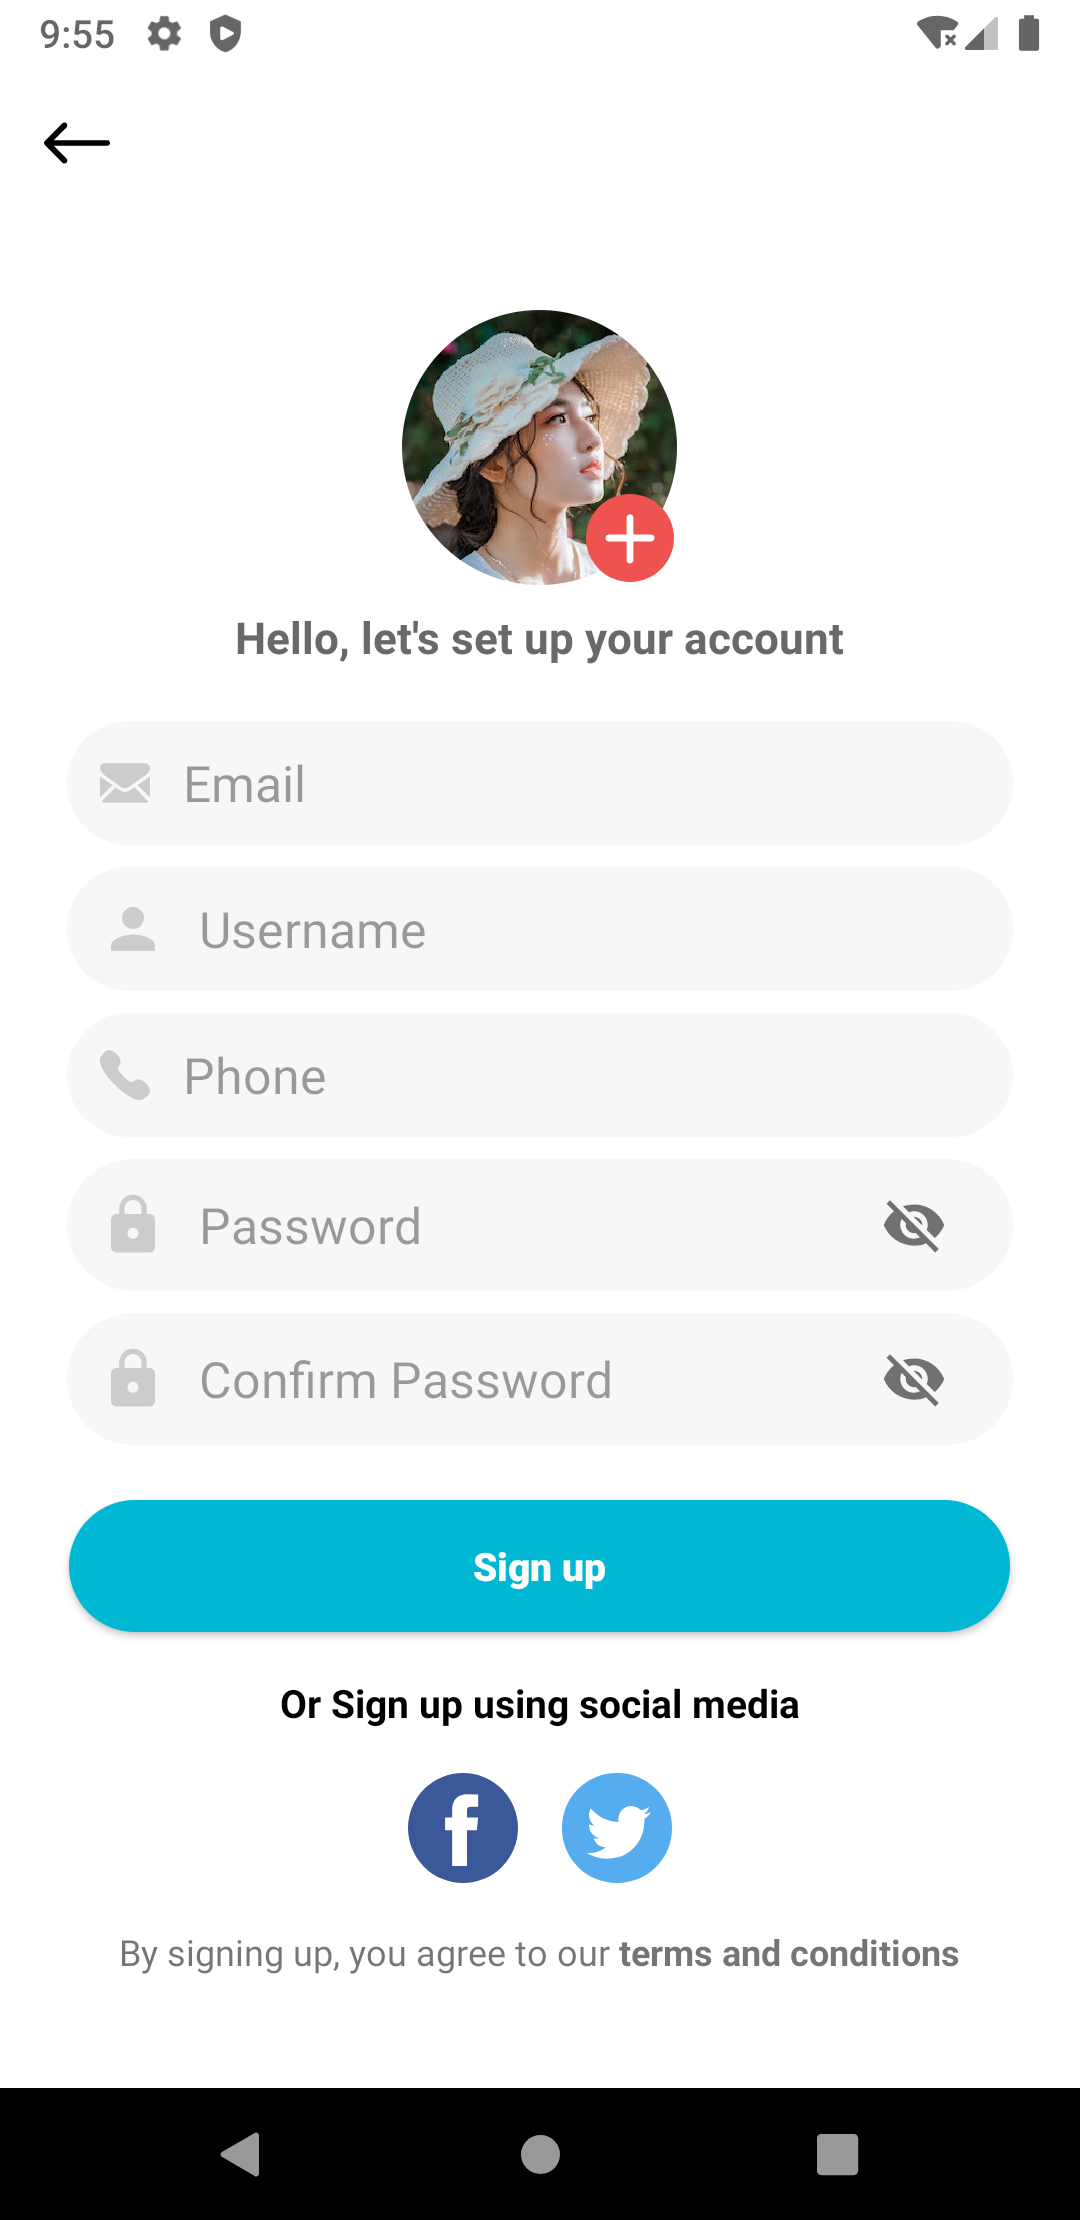 9:55
Hello, let's set up your account
Email
Username
Phone
Password
Confirm Password
Sign up
Or Sign up using social media
f
By signing up, you agree to our terms and conditions